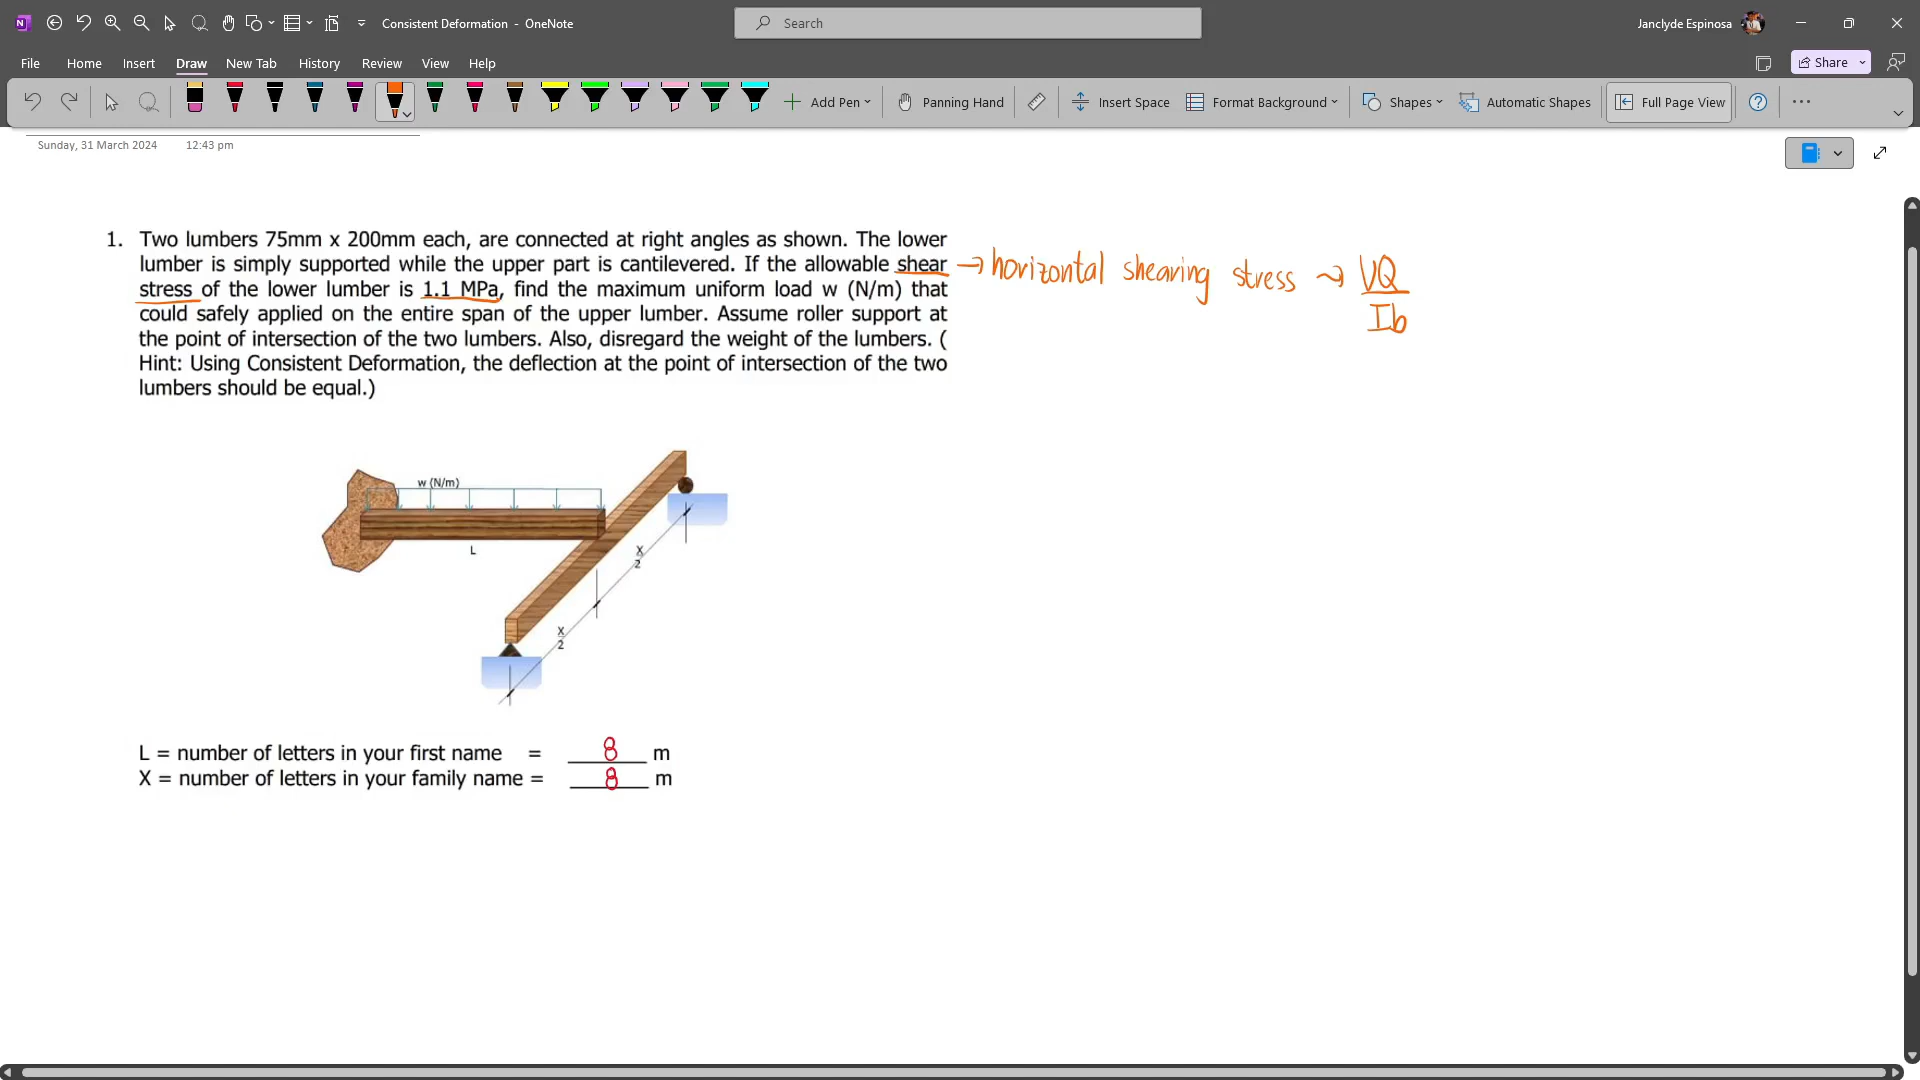 Consistent Deformation - OneNote
Search
Janclyde Espinosa
File Home Insert Draw New Tab History Review View Help
Share
Add Pen
Panning Hand
Insert Space
Format Background
Shapes
Automatic Shapes
Full Page View
Sunday, 31 March 2024 12:43 pm
1. Two lumbers 75mm x 200mm each, are connected at right angles as shown. The lower
lumber is simply supported while the upper part is cantilevered. If the allowable shear
stress of the lower lumber is 1.1 MPa, find the maximum uniform load w (N/m) that
could safely applied on the entire span of the upper lumber. Assume roller support at
the point of intersection of the two lumbers. Also, disregard the weight of the lumbers. (
Hint: Using Consistent Deformation, the deflection at the point of intersection of the two
lumbers should be equal.)
→ horizontal shearing stress ↝ VQ
Ib
w (N/m)
L
X
2
X
2
L = number of letters in your first name = 8 m
X = number of letters in your family name = 8 m